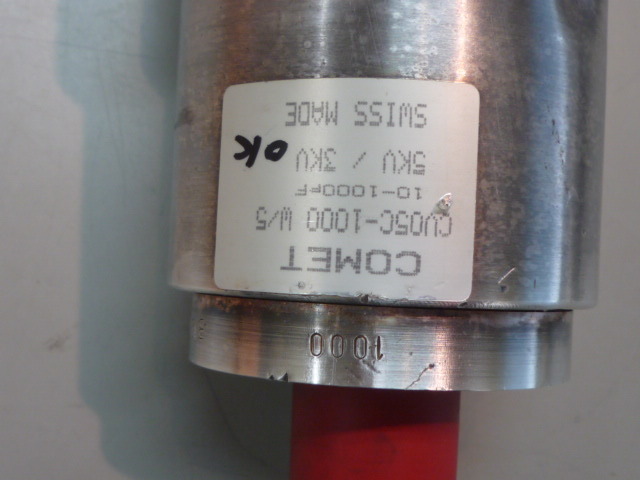 COMET
CV05C-1000 W/5
10-1000PF
5KV / 3KV
OK
SWISS MADE
1000